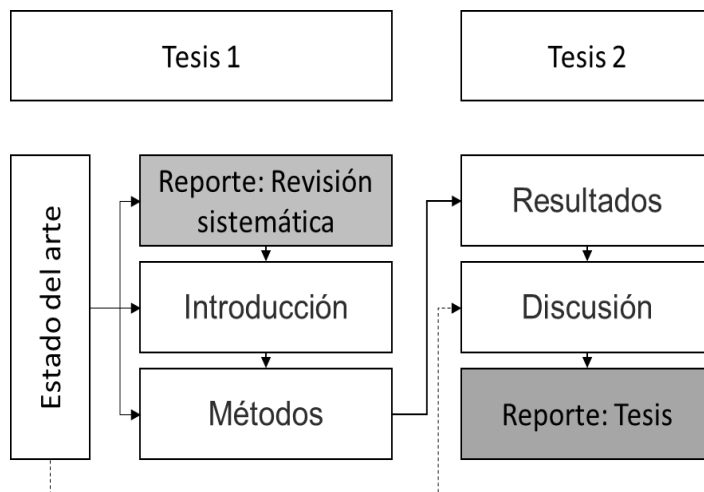 Tesis 1
Tesis 2
Estado del arte
Reporte: Revisión
sistemática
Introducción
Métodos
Resultados
Discusión
Reporte: Tesis